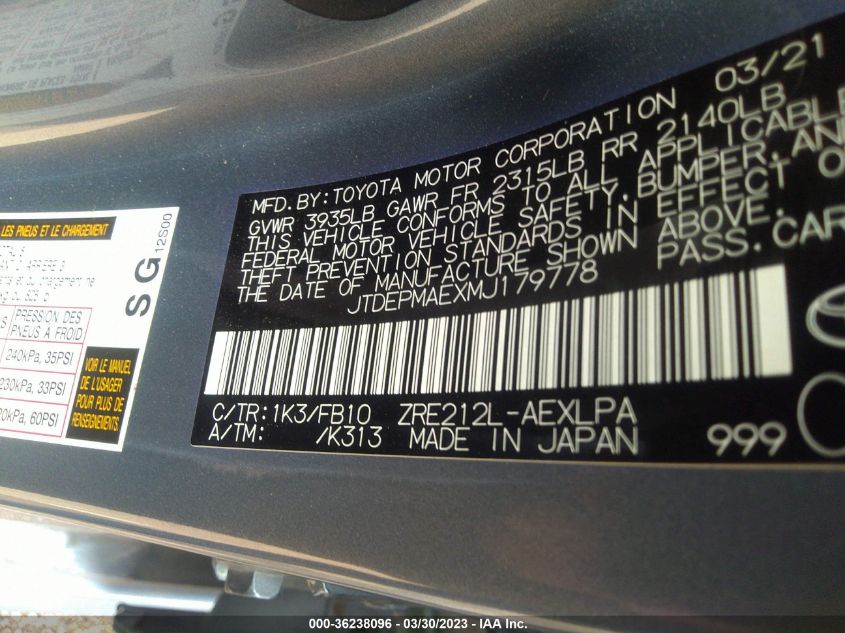 MFD. BY: TOYOTA MOTOR CORPORATION 03/21
GVWR 3935LB GAWR FR 2315LB RR 2140LB
THIS VEHICLE CONFORMS TO ALL APPLICABLE
FEDERAL MOTOR VEHICLE SAFETY, BUMPER, AND
THEFT PREVENTION STANDARDS IN EFFECT O
THE DATE OF MANUFACTURE SHOWN ABOVE.
JTDEPMAEXMJ179778 PASS. CAR
C/TR: 1K3/FB10 ZRE212L-AEXLPA
A/TM: /K313 MADE IN JAPAN 999
LES PNEUS ET LE CHARGEMENT
SG 12S00
PRESSION DES
PNEUS À FROID
240kPa, 35PSI
230kPa, 33PSI
20kPa, 60PSI
VOIR LE MANUEL
DE L'USAGER
POUR PLUS DE
RENSEIGNEMENTS
000-36238096 - 03/30/2023 - IAA Inc.